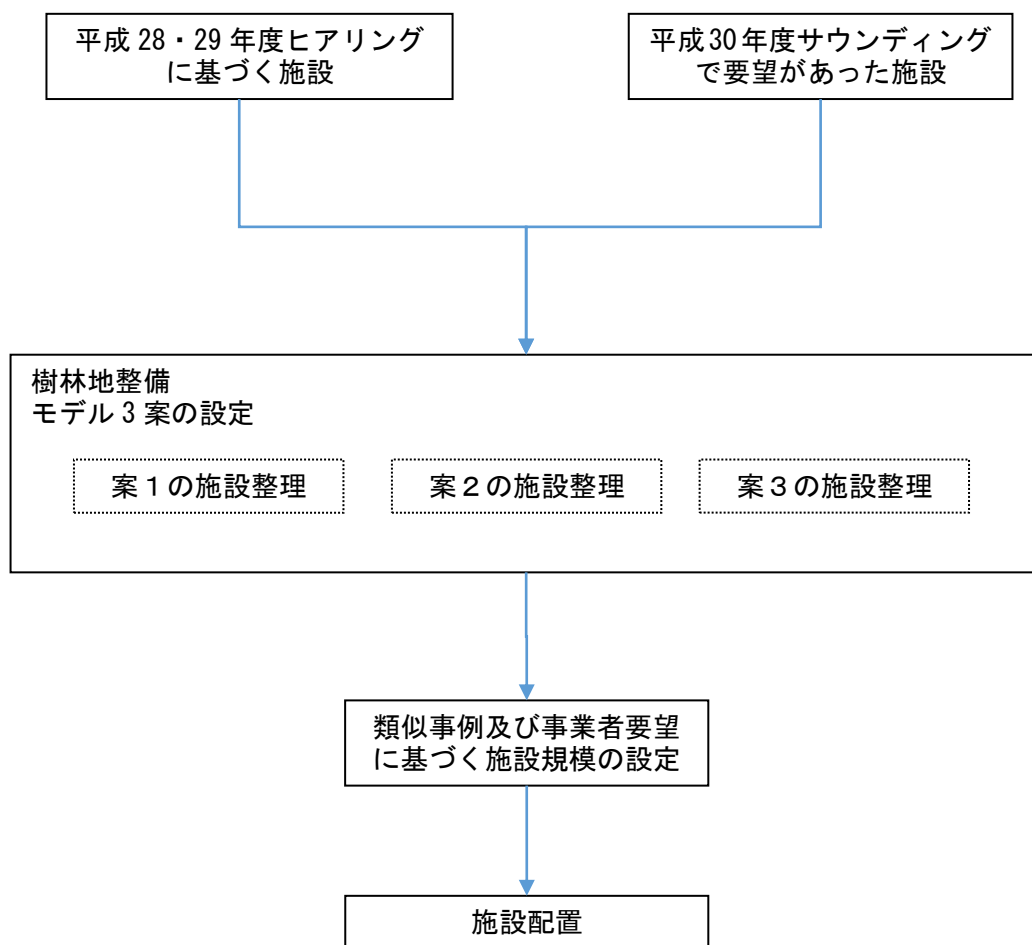 平成 28・29 年度ヒアリング
に基づく施設
平成 30 年度サウンディング
で要望があった施設
樹林地整備
モデル 3 案の設定
案１の施設整理
案２の施設整理
案３の施設整理
類似事例及び事業者要望
に基づく施設規模の設定
施設配置